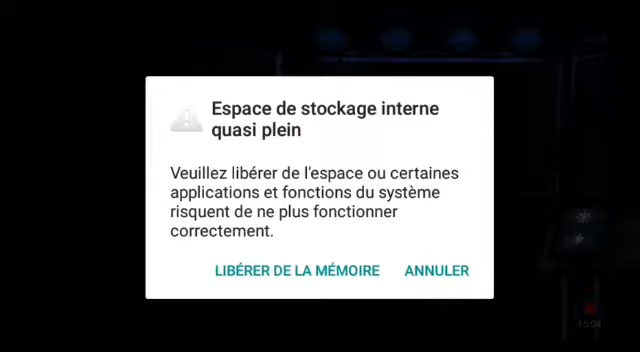 Espace de stockage interne
quasi plein
Veuillez libérer de l'espace ou certaines
applications et fonctions du système
risquent de ne plus fonctionner
correctement.
LIBÉRER DE LA MÉMOIRE ANNULER
15:04